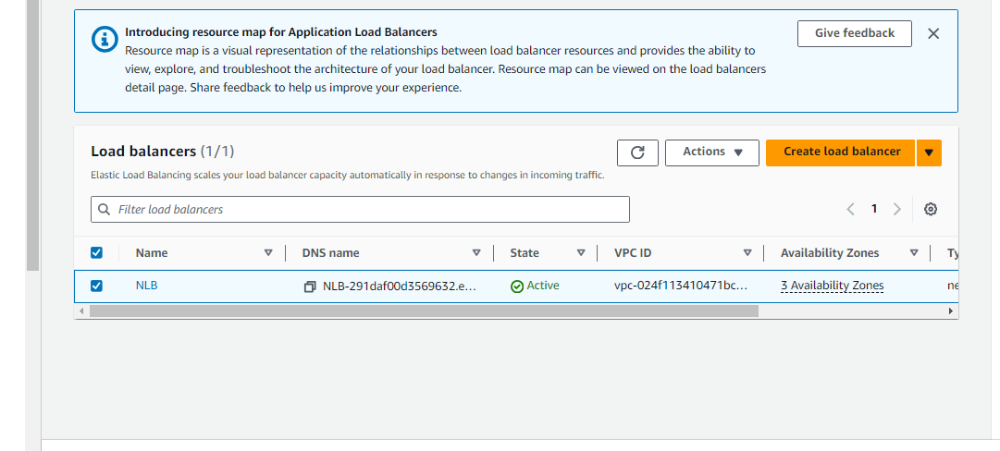 Introducing resource map for Application Load Balancers
Resource map is a visual representation of the relationships between load balancer resources and provides the ability to
view, explore, and troubleshoot the architecture of your load balancer. Resource map can be viewed on the load balancers
detail page. Share feedback to help us improve your experience.
Give feedback
Load balancers (1/1)
Actions
Create load balancer
Elastic Load Balancing scales your load balancer capacity automatically in response to changes in incoming traffic.
Filter load balancers
1
Name DNS name State VPC ID Availability Zones Ty
NLB NLB-291daf00d3569632.e... Active vpc-024f113410471bc... 3 Availability Zones ne